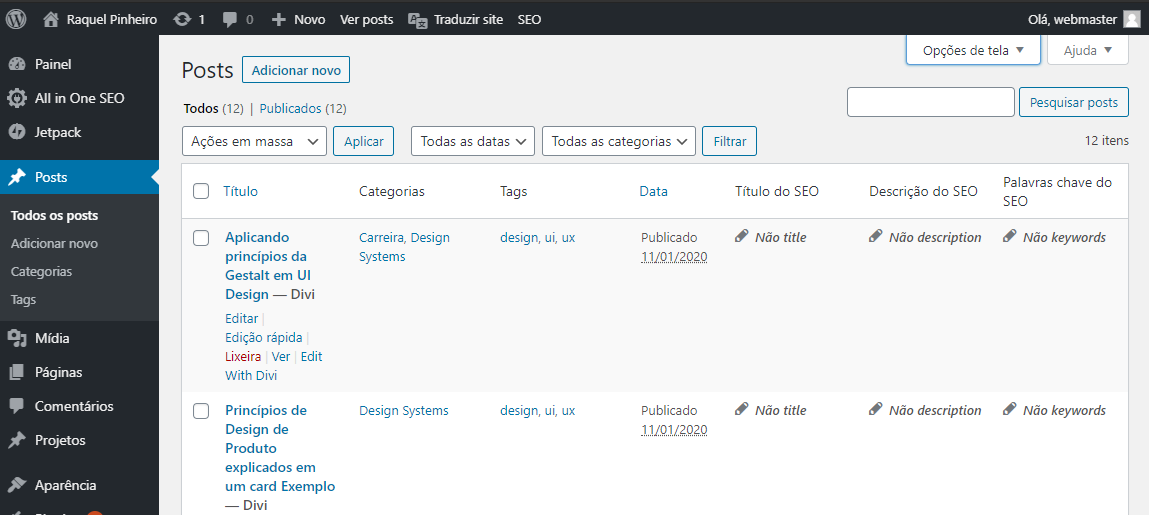 Raquel Pinheiro 1 0 Novo Ver posts Traduzir site SEO Olá, webmaster
Opções de tela Ajuda
Painel
All in One SEO
Jetpack
Posts
Todos os posts
Adicionar novo
Categorias
Tags
Mídia
Páginas
Comentários
Projetos
Aparência
Posts Adicionar novo
Todos (12) | Publicados (12)
Pesquisar posts
Ações em massa Aplicar Todas as datas Todas as categorias Filtrar 12 itens
Título Categorias Tags Data Título do SEO Descrição do SEO Palavras chave do
SEO
Aplicando Carreira, Design design, ui, ux Publicado Não title Não description Não keywords
princípios da Systems 11/01/2020
Gestalt em UI
Design — Divi
Editar |
Edição rápida |
Lixeira | Ver | Edit
With Divi
Princípios de Design Systems design, ui, ux Publicado Não title Não description Não keywords
Design de 11/01/2020
Produto
explicados em
um card Exemplo
— Divi